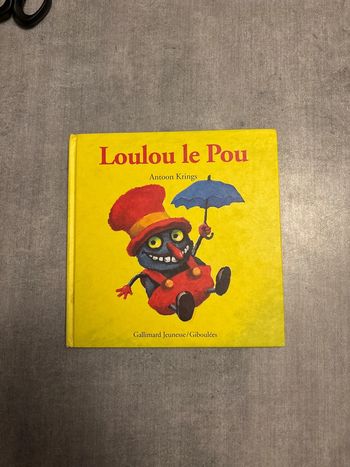 Loulou le Pou
Antoon Krings
Gallimard Jeunesse/Giboulées